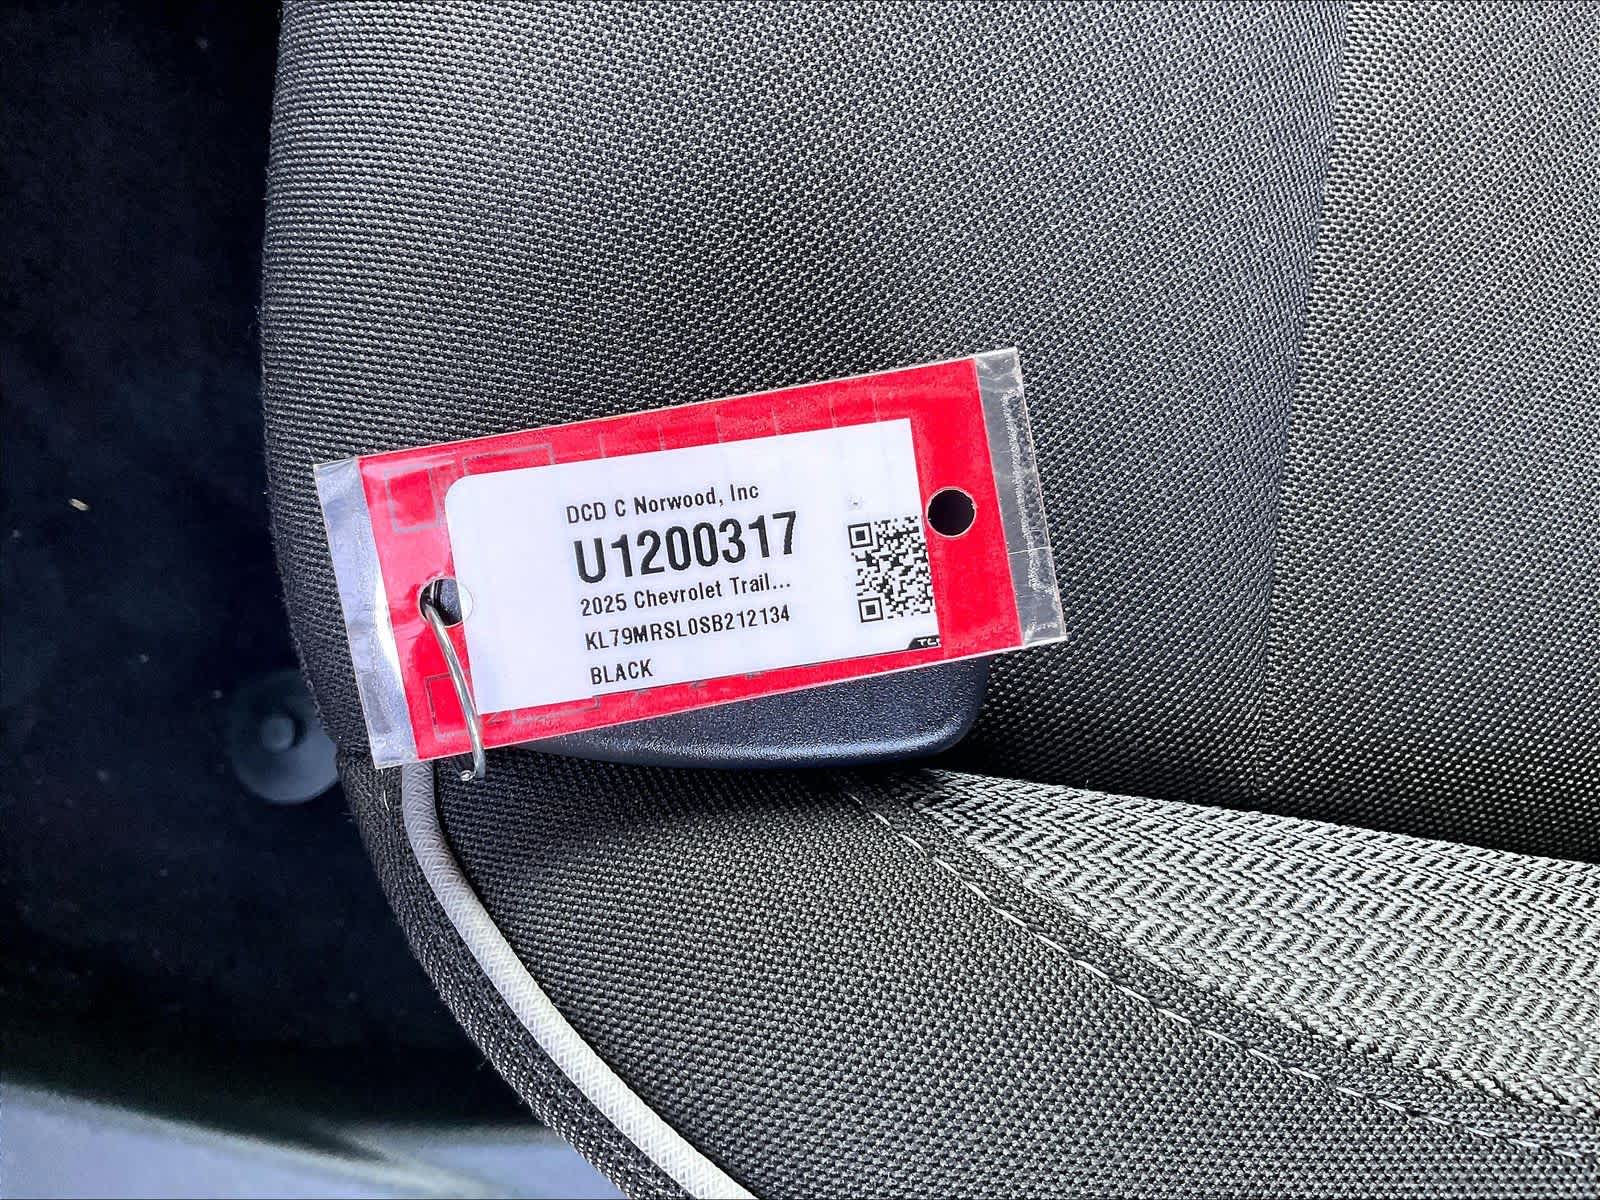 DCD C Norwood, Inc
U1200317
2025 Chevrolet Trail...
KL79MRSL0SB212134
BLACK